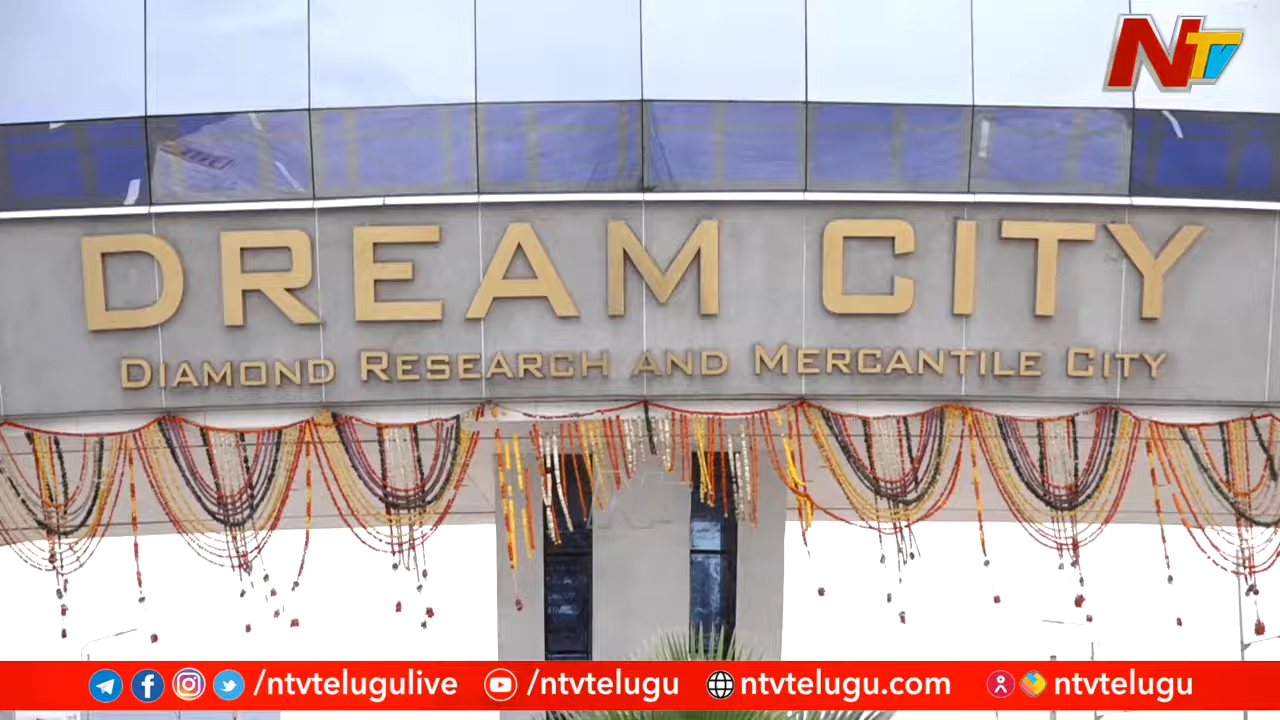 NTV
DREAM CITY
DIAMOND RESEARCH AND MERCANTILE CITY
/ntvtelugulive /ntvtelugu ntvtelugu.com ntvtelugu